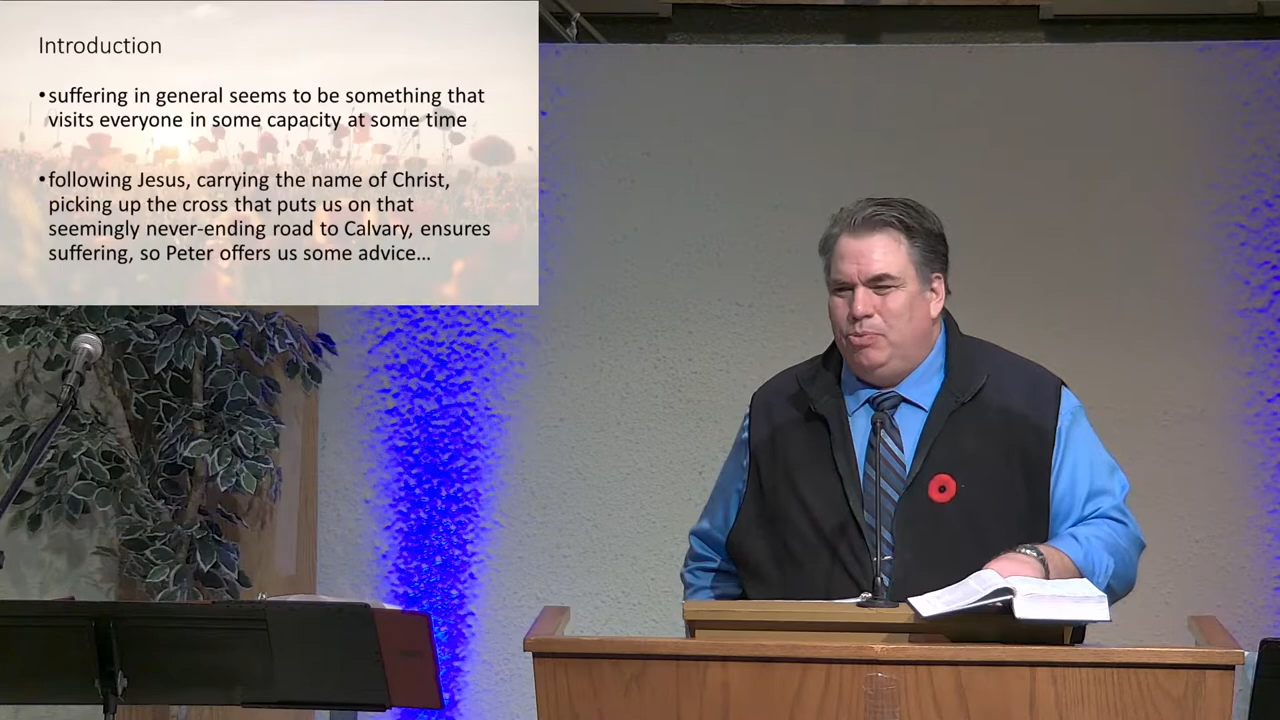 Introduction
•suffering in general seems to be something that
visits everyone in some capacity at some time
•following Jesus, carrying the name of Christ,
picking up the cross that puts us on that
seemingly never-ending road to Calvary, ensures
suffering, so Peter offers us some advice…